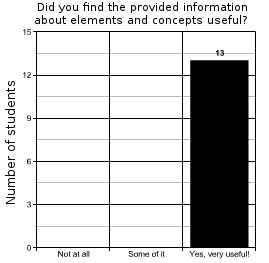 Did you find the provided information
about elements and concepts useful?
Number of students
15
12
9
6
3
0
13
Not at all
Some of it
Yes, very useful!